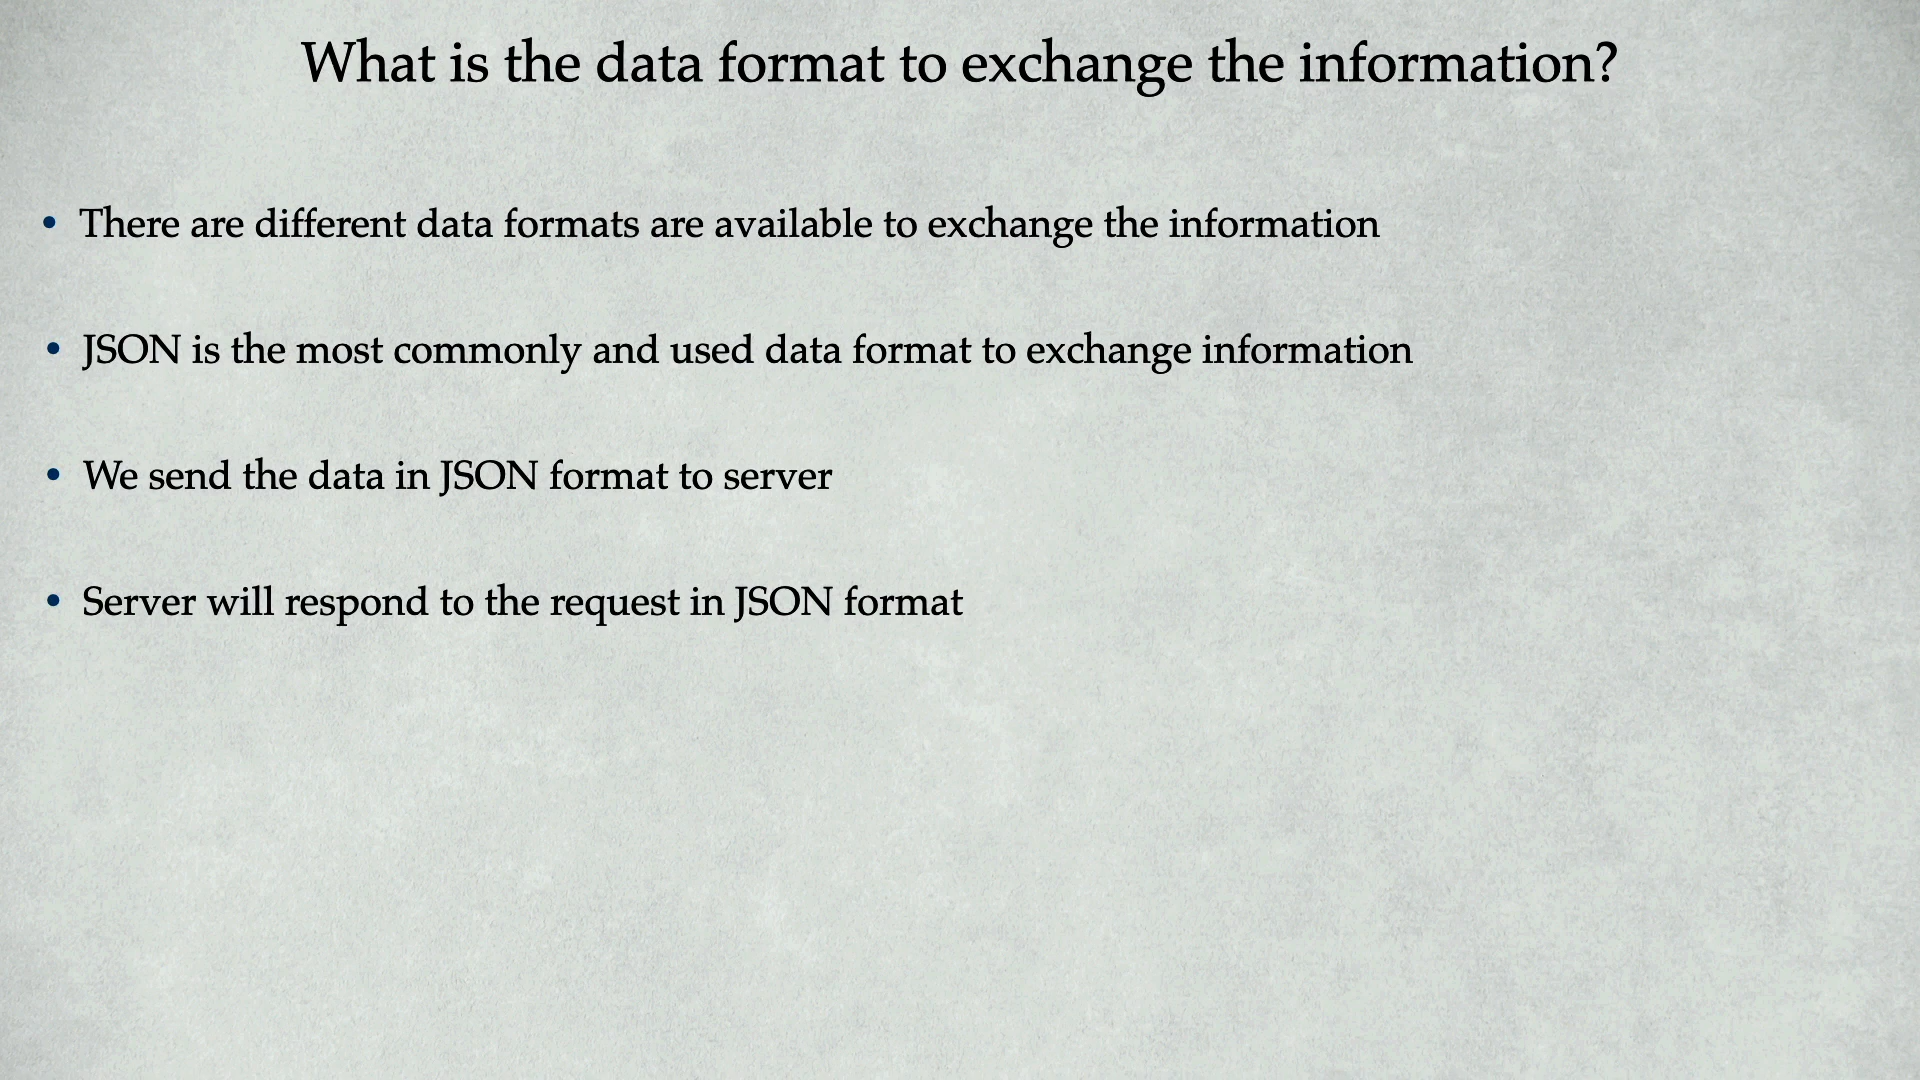 What is the data format to exchange the information?
• There are different data formats are available to exchange the information
• JSON is the most commonly and used data format to exchange information
• We send the data in JSON format to server
• Server will respond to the request in JSON format